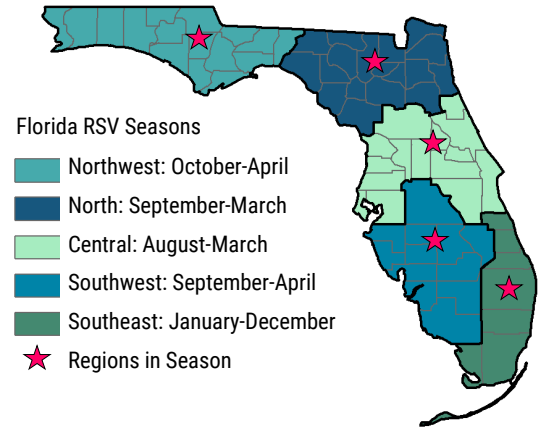 Florida RSV Seasons
Northwest: October-April
North: September-March
Central: August-March
Southwest: September-April
Southeast: January-December
Regions in Season